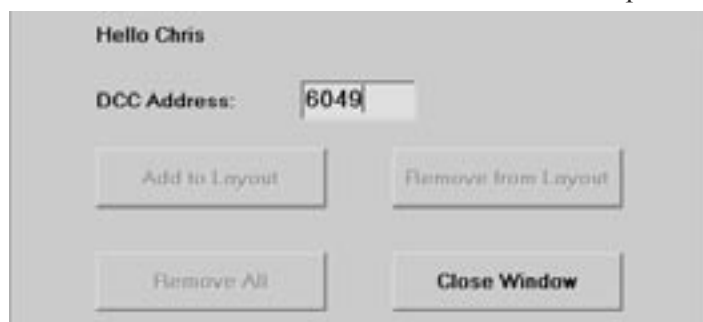 Hello Chris
DCC Address: 6049
Add to Layout Remove from Layout
Remove All Close Window